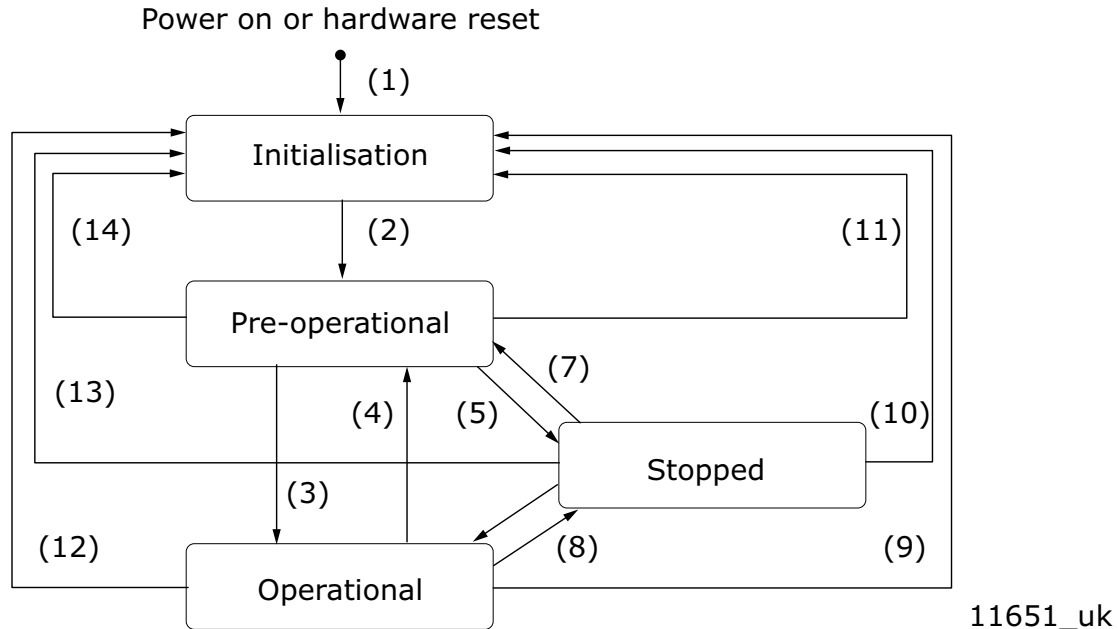 Power on or hardware reset
(1)
Initialisation
(14)
(2)
(11)
Pre-operational
(7)
(13)
(4)
(5)
(10)
Stopped
(3)
(12)
(8)
(9)
Operational
11651_uk